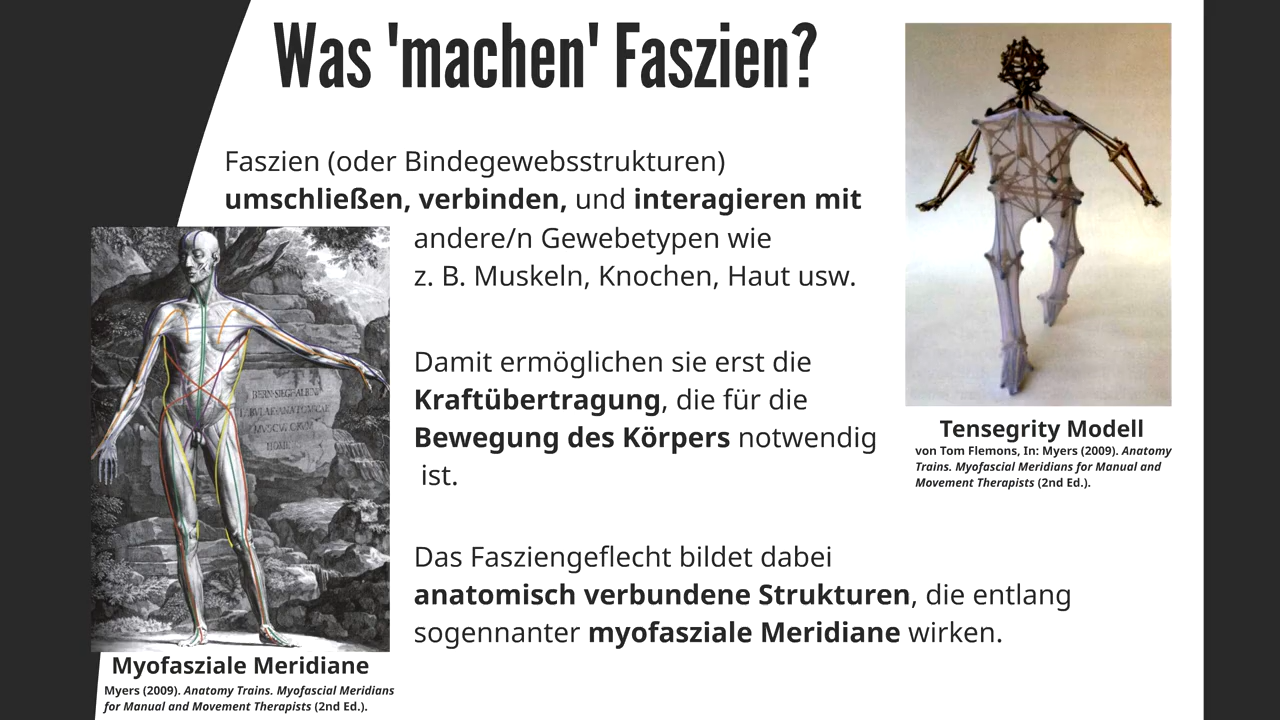 Was 'machen' Faszien?
Faszien (oder Bindegewebsstrukturen)
umschließen, verbinden, und interagieren mit
andere/n Gewebetypen wie
z. B. Muskeln, Knochen, Haut usw.
Damit ermöglichen sie erst die
Kraftübertragung, die für die
Bewegung des Körpers notwendig
ist.
Das Fasziengeflecht bildet dabei
anatomisch verbundene Strukturen, die entlang
sogennanter myofasziale Meridiane wirken.
Tensegrity Modell
von Tom Flemons, In: Myers (2009). Anatomy
Trains. Myofascial Meridians for Manual and
Movement Therapists (2nd Ed.).
Myofasziale Meridiane
Myers (2009). Anatomy Trains. Myofascial Meridians
for Manual and Movement Therapists (2nd Ed.).